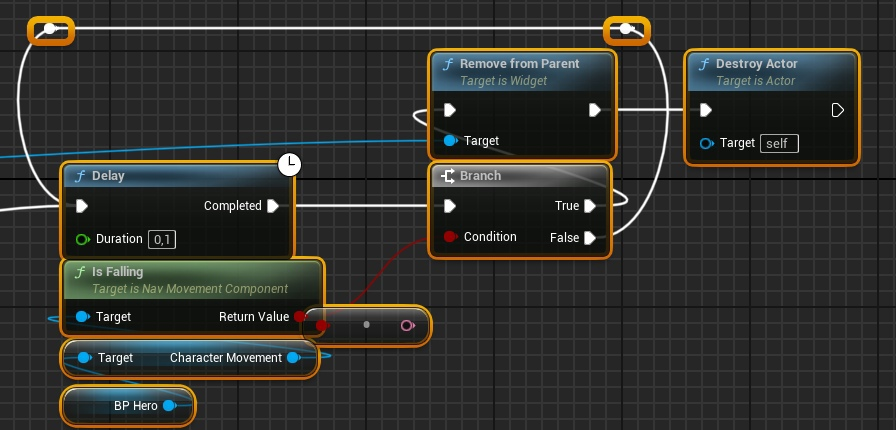 Remove from Parent
Target is Widget
Target
Destroy Actor
Target is Actor
Target self
Delay
Completed
Duration 0,1
Branch
True
Condition False
Is Falling
Target is Nav Movement Component
Target Return Value
Target Character Movement
BP Hero